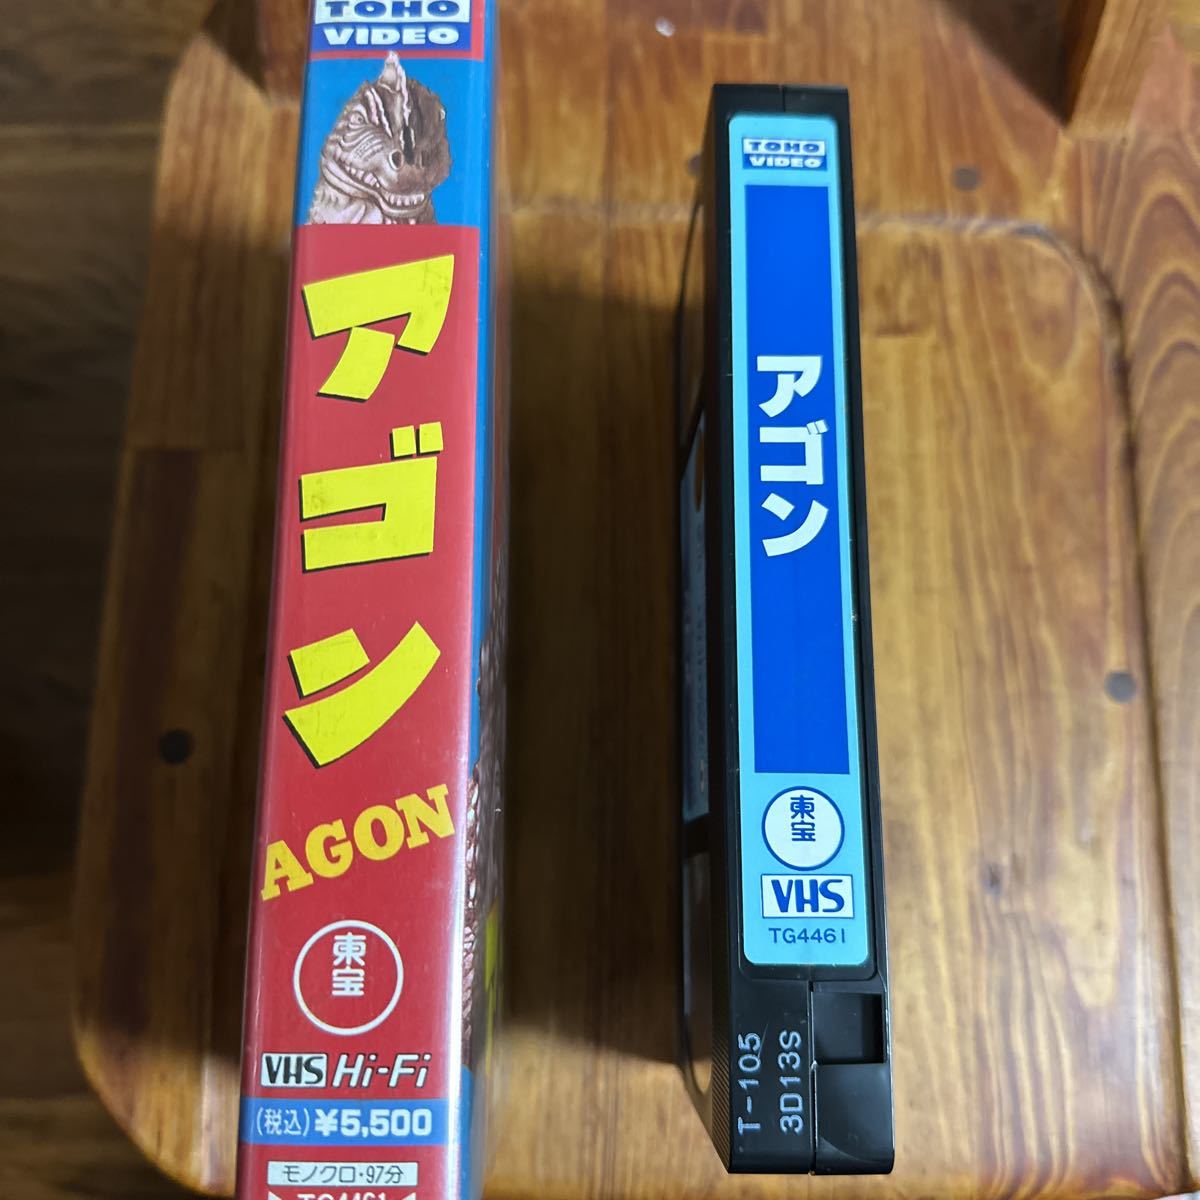 TOHO
VIDEO
アゴン
AGON
東宝
VHS Hi-Fi
(税込)¥5,500
モノクロ・97分
TG4461
TOHO
VIDEO
アゴン
東宝
VHS
TG4461
T-105
3D13S